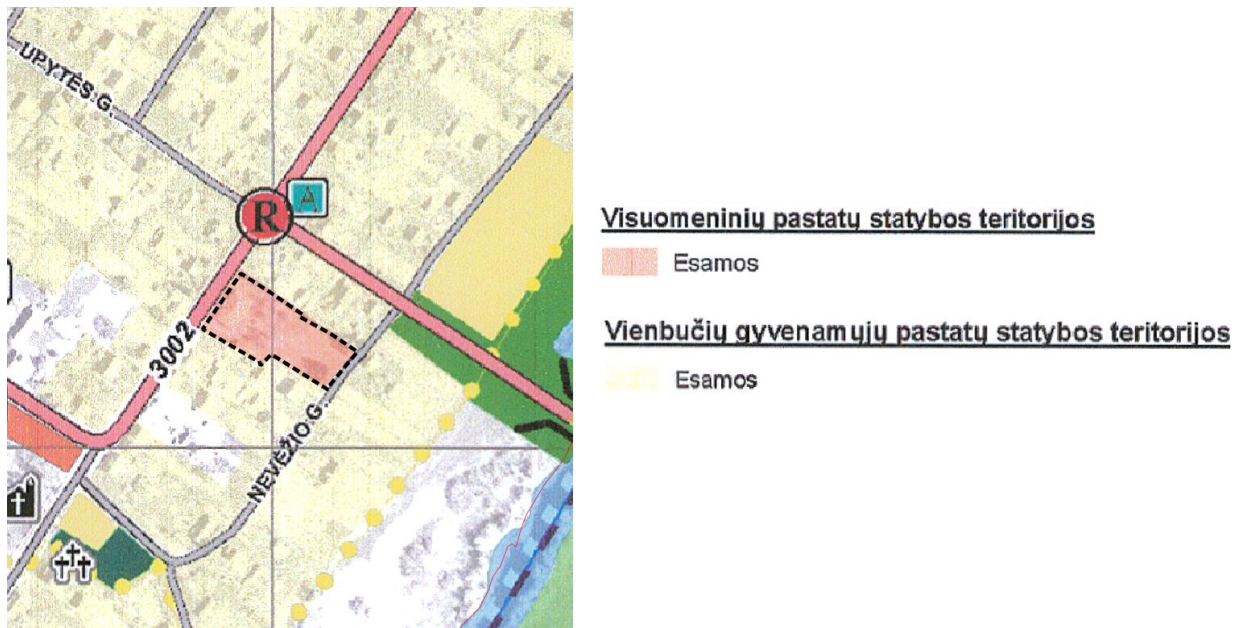 UPYTĖS G.
R
A
3002
NEVĖŽIO G.
Visuomeninių pastatų statybos teritorijos
Esamos
Vienbučių gyvenamųjų pastatų statybos teritorijos
Esamos